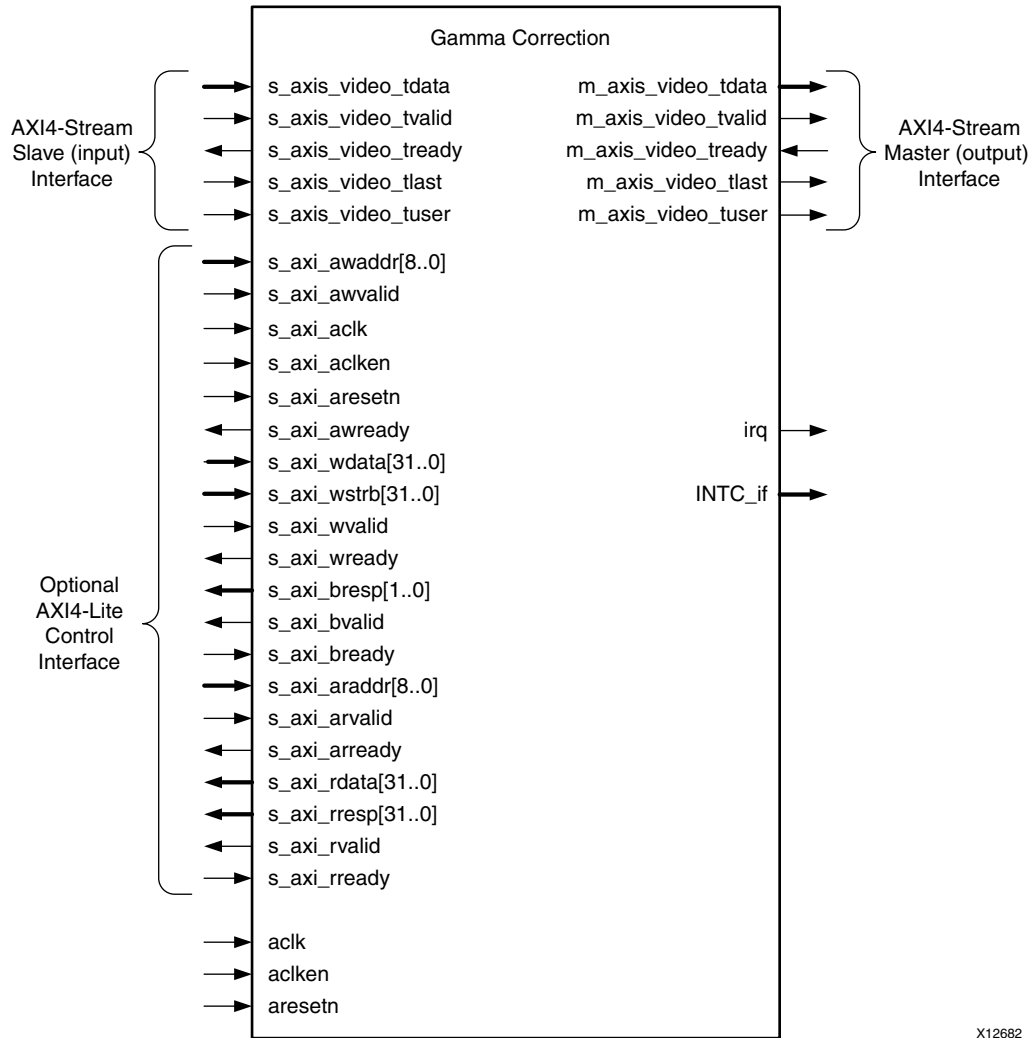 Gamma Correction
AXI4-Stream
Slave (input)
Interface
s_axis_video_tdata
s_axis_video_tvalid
s_axis_video_tready
s_axis_video_tlast
s_axis_video_tuser
m_axis_video_tdata
m_axis_video_tvalid
m_axis_video_tready
m_axis_video_tlast
m_axis_video_tuser
AXI4-Stream
Master (output)
Interface
Optional
AXI4-Lite
Control
Interface
s_axi_awaddr[8..0]
s_axi_awvalid
s_axi_aclk
s_axi_aclken
s_axi_aresetn
s_axi_awready
s_axi_wdata[31..0]
s_axi_wstrb[31..0]
s_axi_wvalid
s_axi_wready
s_axi_bresp[1..0]
s_axi_bvalid
s_axi_bready
s_axi_araddr[8..0]
s_axi_arvalid
s_axi_arready
s_axi_rdata[31..0]
s_axi_rresp[31..0]
s_axi_rvalid
s_axi_rready
irq
INTC_if
aclk
aclken
aresetn
X12682